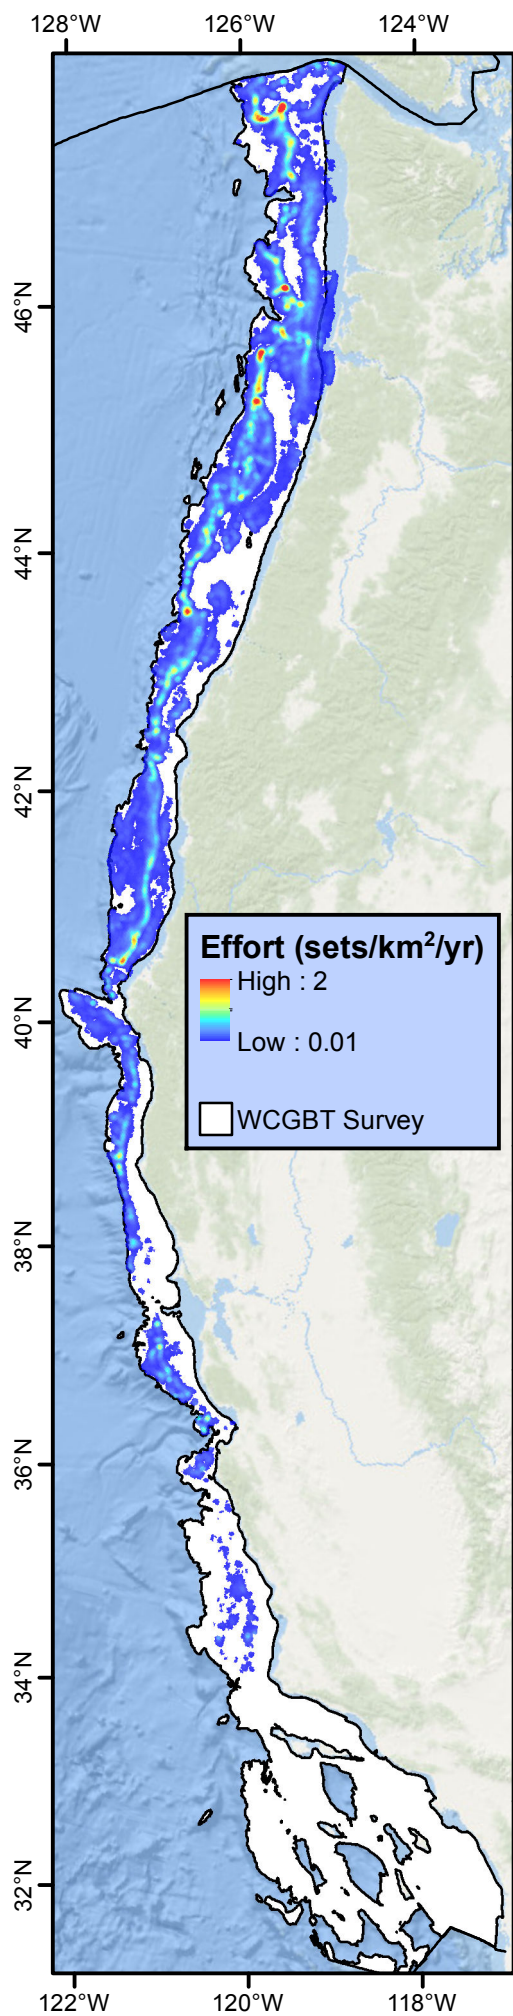 128°W 126°W 124°W
46°N
44°N
42°N
Effort (sets/km²/yr)
High : 2
Low : 0.01
WCGBT Survey
40°N
38°N
36°N
34°N
32°N
122°W 120°W 118°W